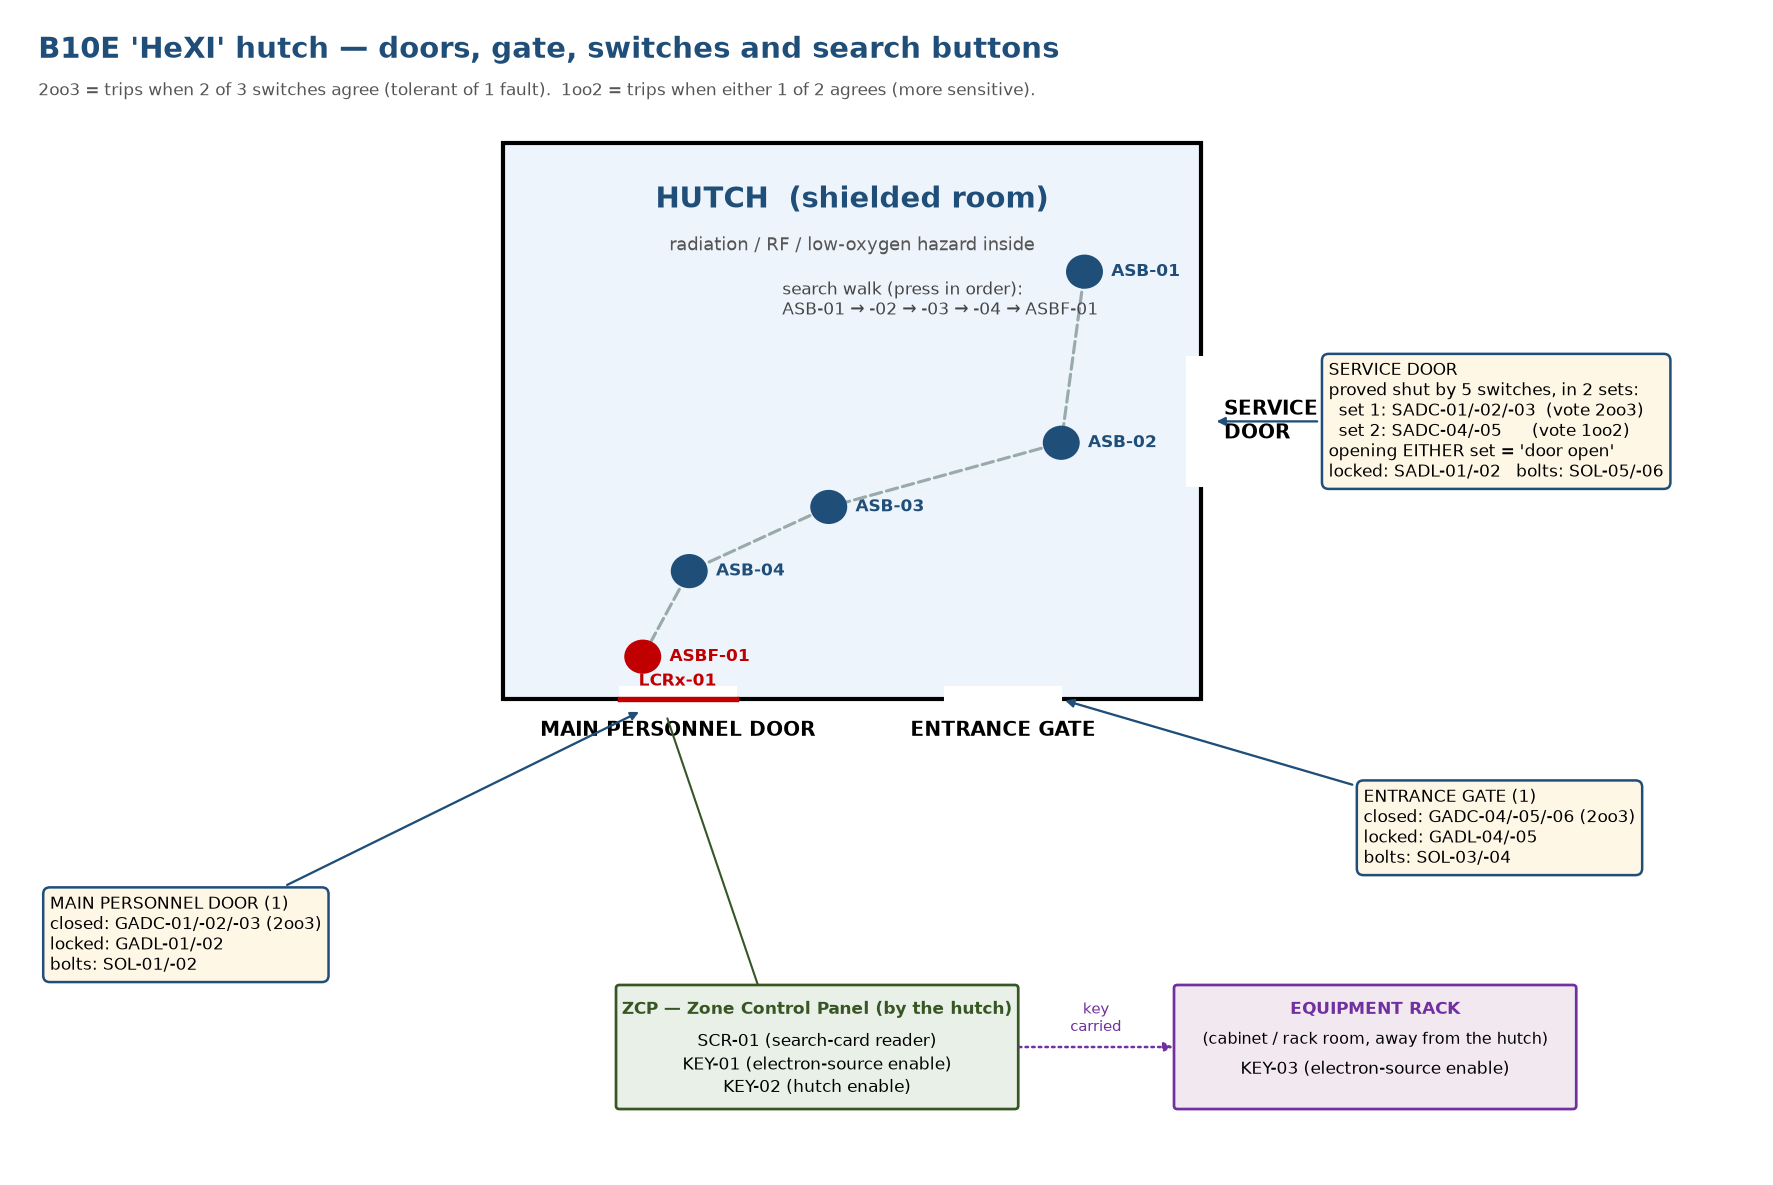 B10E 'HeXI' hutch — doors, gate, switches and search buttons
2oo3 = trips when 2 of 3 switches agree (tolerant of 1 fault).  1oo2 = trips when either 1 of 2 agrees (more sensitive).
HUTCH  (shielded room)
radiation / RF / low-oxygen hazard inside
ASB-01
search walk (press in order):
ASB-01 → -02 → -03 → -04 → ASBF-01
ASB-02
ASB-03
ASB-04
ASBF-01
LCRx-01
SERVICE
DOOR
SERVICE DOOR
proved shut by 5 switches, in 2 sets:
set 1: SADC-01/-02/-03  (vote 2oo3)
set 2: SADC-04/-05      (vote 1oo2)
opening EITHER set = 'door open'
locked: SADL-01/-02   bolts: SOL-05/-06
MAIN PERSONNEL DOOR
ENTRANCE GATE
ENTRANCE GATE (1)
closed: GADC-04/-05/-06 (2oo3)
locked: GADL-04/-05
bolts: SOL-03/-04
MAIN PERSONNEL DOOR (1)
closed: GADC-01/-02/-03 (2oo3)
locked: GADL-01/-02
bolts: SOL-01/-02
ZCP — Zone Control Panel (by the hutch)
SCR-01 (search-card reader)
KEY-01 (electron-source enable)
KEY-02 (hutch enable)
key
carried
EQUIPMENT RACK
(cabinet / rack room, away from the hutch)
KEY-03 (electron-source enable)